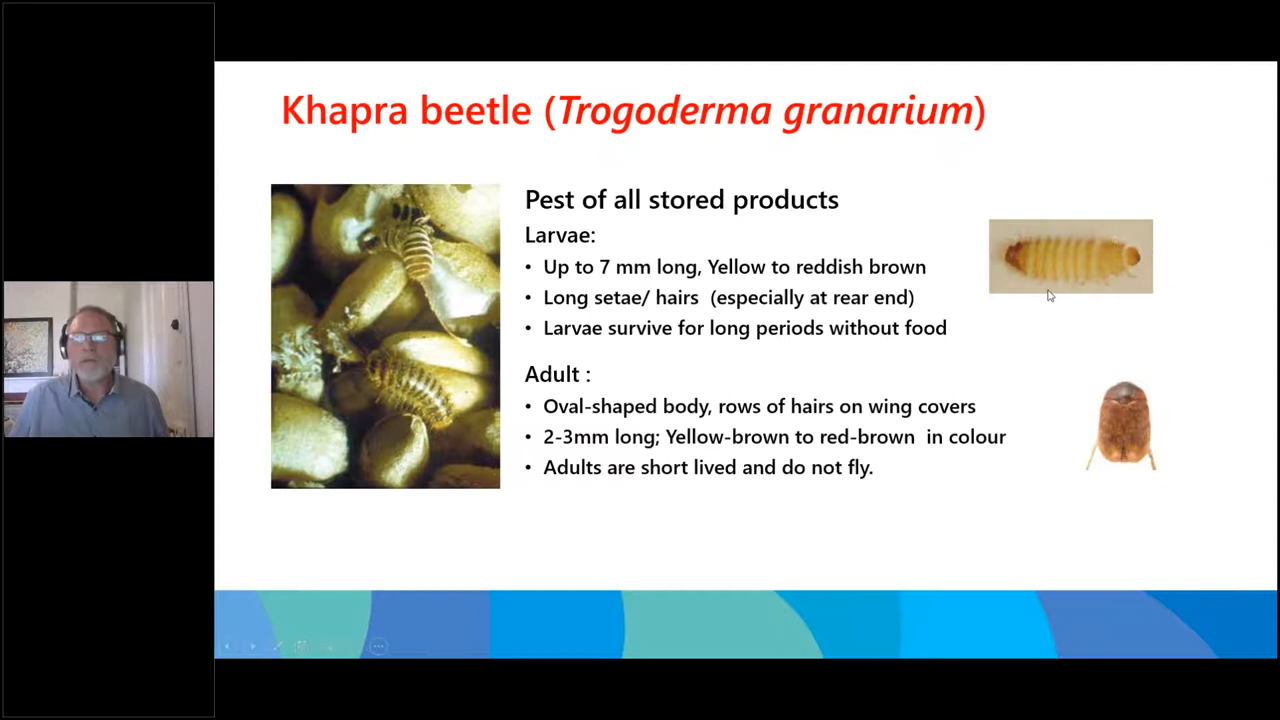 Khapra beetle (Trogoderma granarium)
Pest of all stored products
Larvae:
• Up to 7 mm long, Yellow to reddish brown
• Long setae/ hairs  (especially at rear end)
• Larvae survive for long periods without food
Adult :
• Oval-shaped body, rows of hairs on wing covers
• 2-3mm long; Yellow-brown to red-brown  in colour
• Adults are short lived and do not fly.